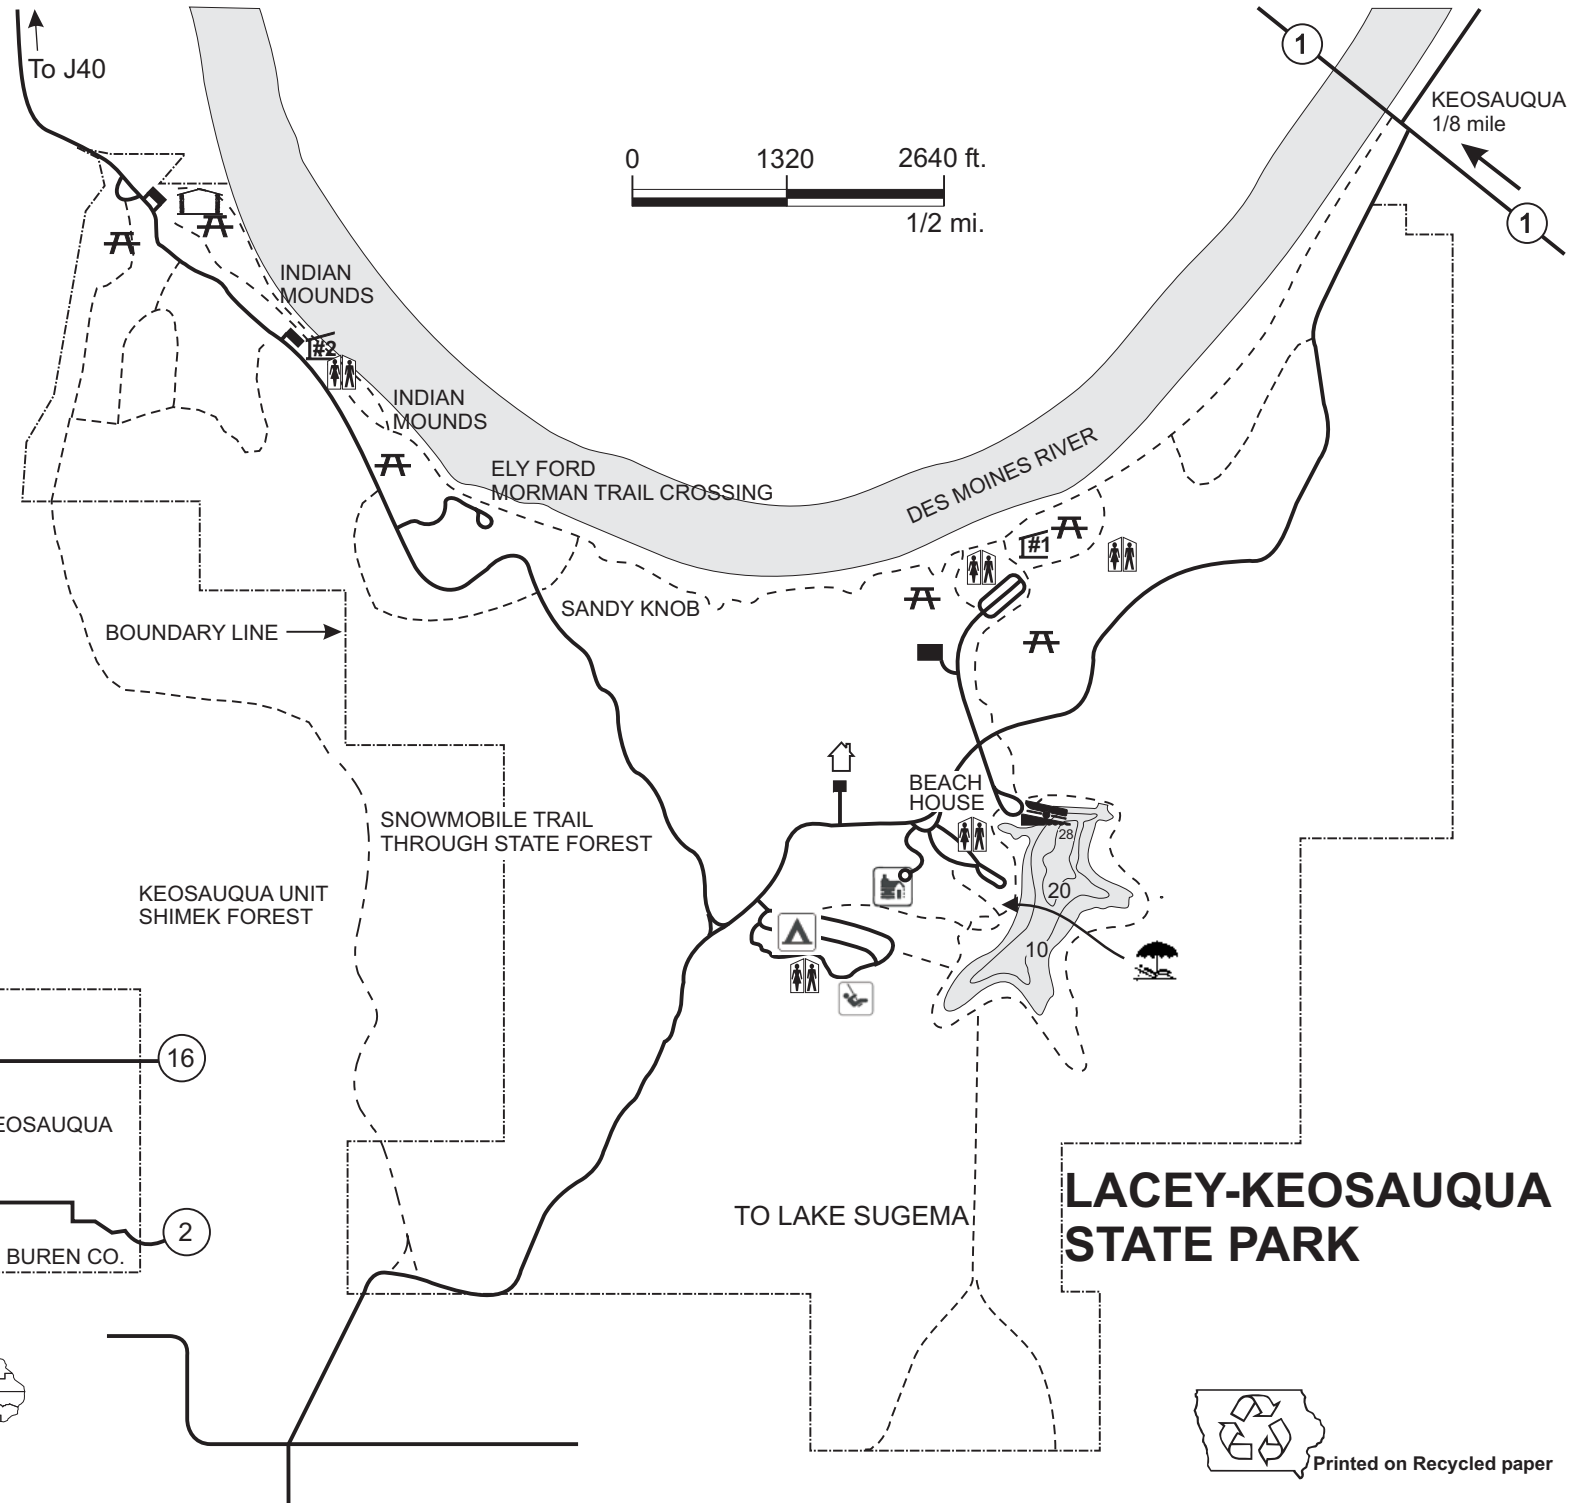 To J40
1
KEOSAUQUA
1/8 mile
0 1320 2640 ft.
1/2 mi.
1
INDIAN
MOUNDS
#2
INDIAN
MOUNDS
ELY FORD
MORMAN TRAIL CROSSING
DES MOINES RIVER
#1
SANDY KNOB
BOUNDARY LINE
BEACH
HOUSE
SNOWMOBILE TRAIL
THROUGH STATE FOREST
28
20
KEOSAUQUA UNIT
SHIMEK FOREST
10
16
EOSAUQUA
LACEY-KEOSAUQUA
STATE PARK
TO LAKE SUGEMA
2
BUREN CO.
Printed on Recycled paper